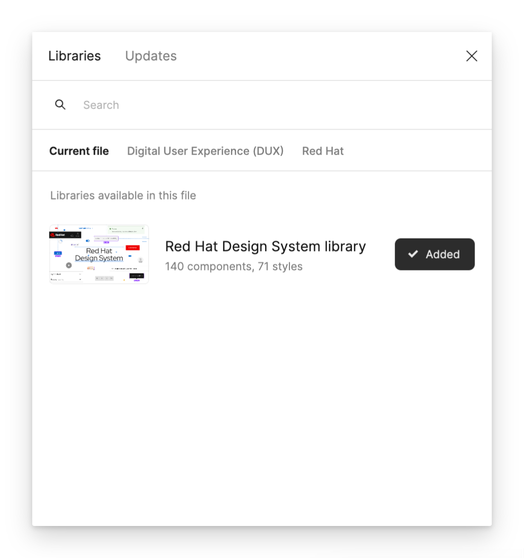 Libraries
Updates
Search
Current file
Digital User Experience (DUX)
Red Hat
Libraries available in this file
Red Hat
Design System
Red Hat Design System library
140 components, 71 styles
Added